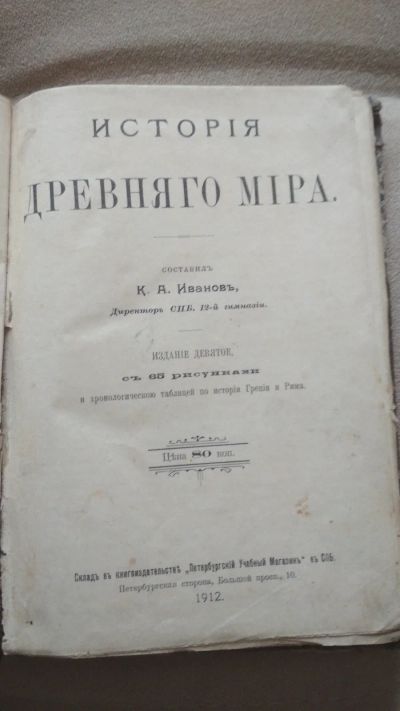 ИСТОРІЯ
ДРЕВНЯГО МІРА.
СОСТАВИЛЪ
К. А. Ивановъ,
Директоръ СПБ. 12-й гимназіи.
ИЗДАНІЕ ДЕВЯТОЕ,
съ 65 рисунками
и хронологическою таблицей по исторіи Греціи и Рима.
Цѣна 80 коп.
Складъ въ книгоиздательствѣ „Петербургскій Учебный Магазинъ" въ СПБ.
Петербургская сторона, Большой просп., 10.
1912.